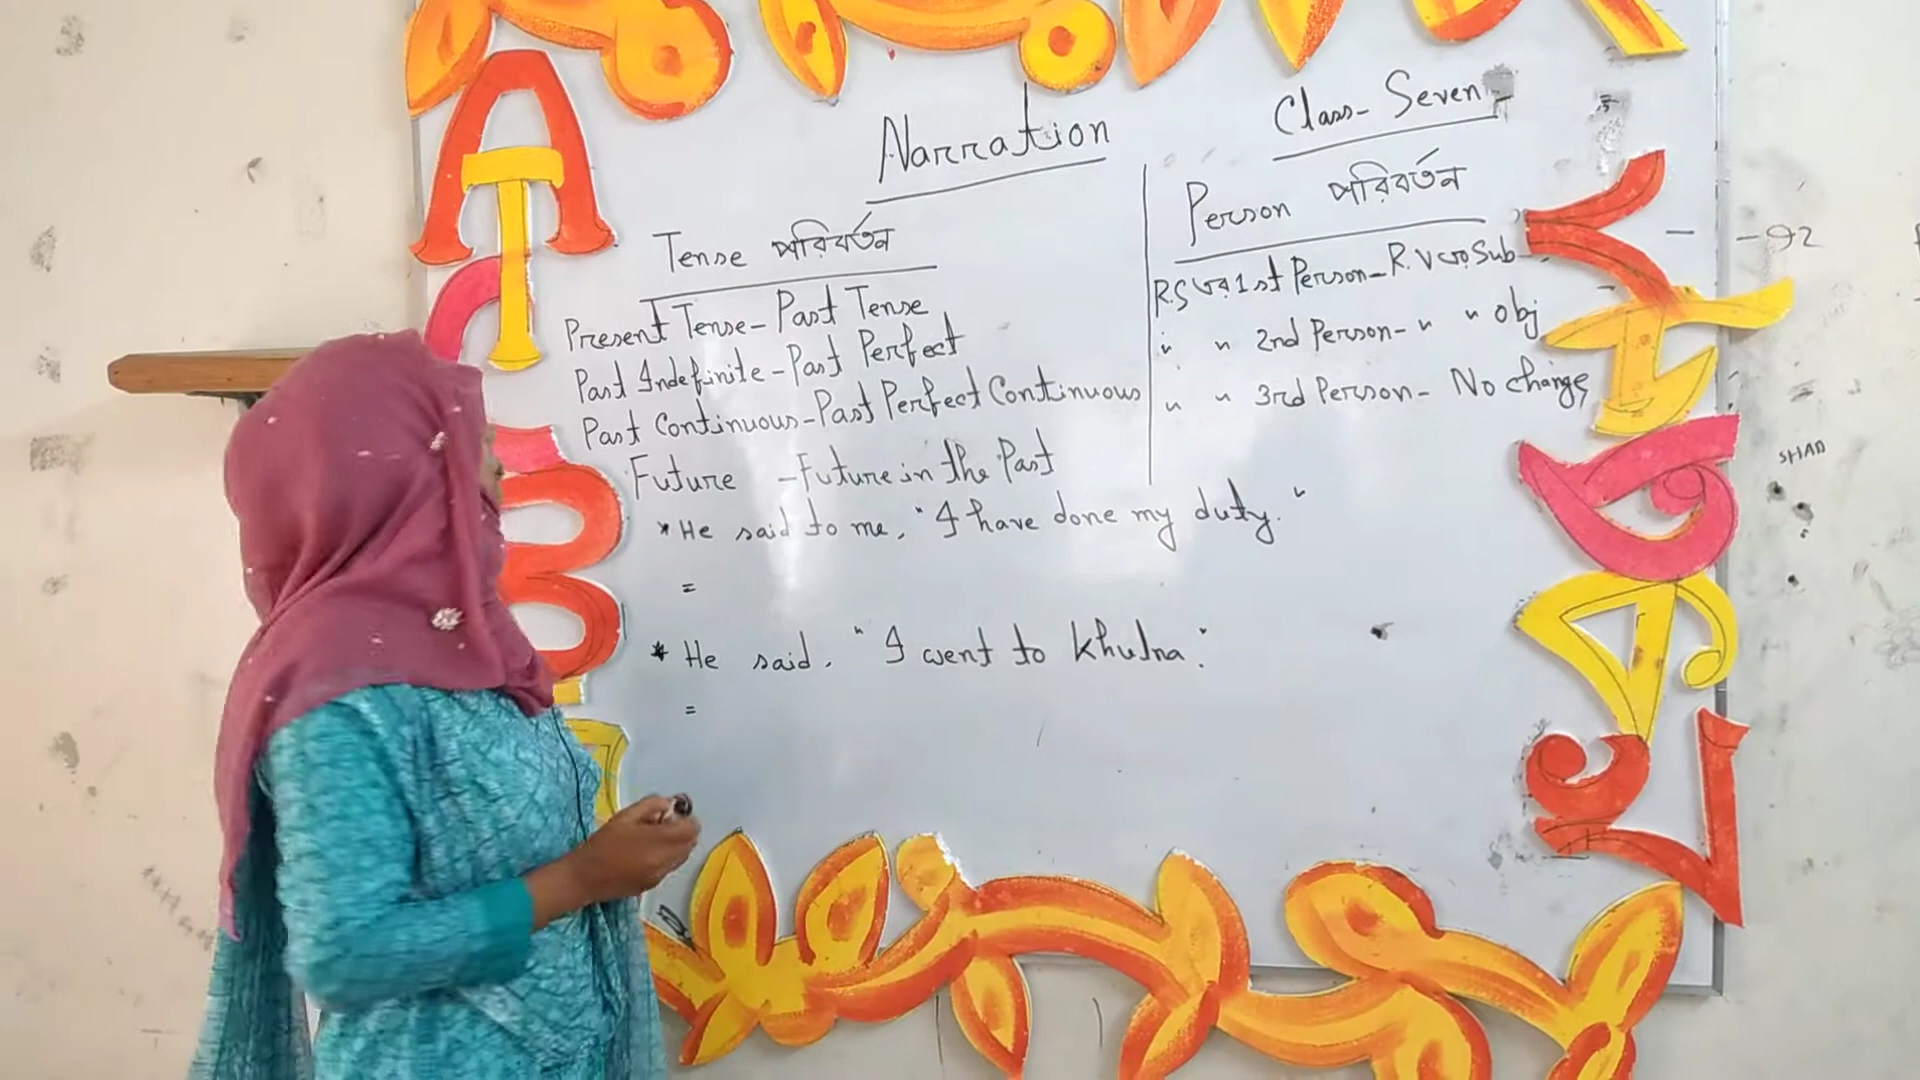 Narration
Class- Seven
Tense পরিবর্তন
Present Tense - Past Tense
Past Indefinite - Past Perfect
Past Continuous - Past Perfect Continuous
Future - Future in the Past
Person পরিবর্তন
R.S এর 1st Person - R.V এর Sub
" " 2nd Person - " " Obj
" " 3rd Person - No change
* He said to me, "I have done my duty."
=
* He said, "I went to Khulna."
=
SHAD